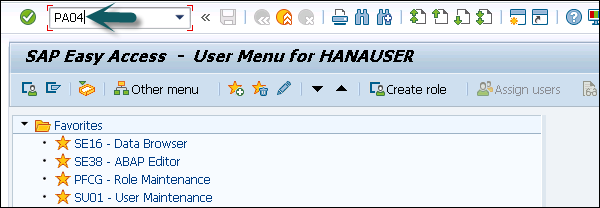 PA04
SAP Easy Access - User Menu for HANAUSER
Other menu Create role Assign users
Favorites
SE16 - Data Browser
SE38 - ABAP Editor
PFCG - Role Maintenance
SU01 - User Maintenance